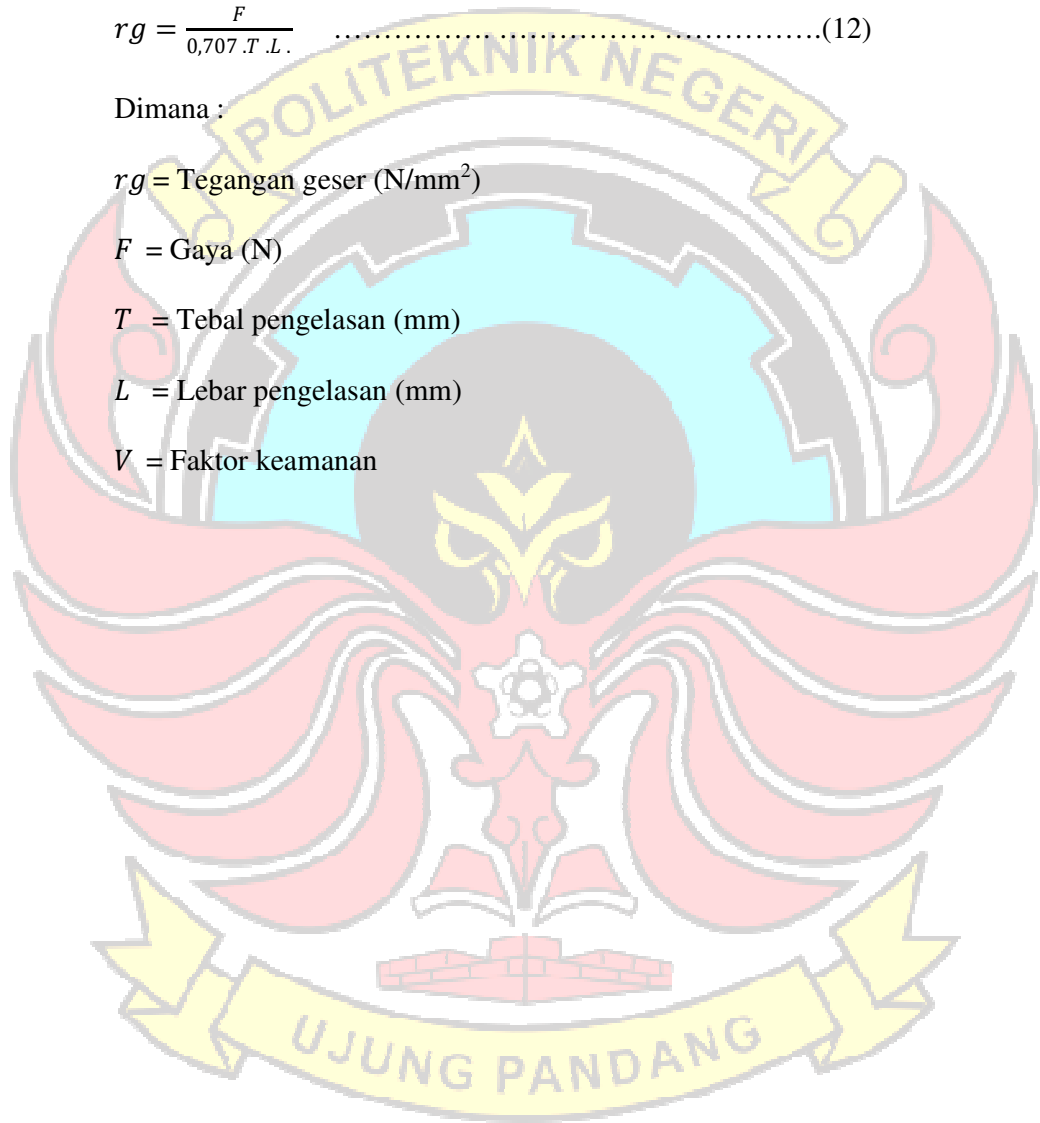 rg = F / 0,707 .T .L . ……………… ……………… …………….(12)
POLITEKNIK NEGERI
Dimana :
rg = Tegangan geser (N/mm²)
F = Gaya (N)
T = Tebal pengelasan (mm)
L = Lebar pengelasan (mm)
V = Faktor keamanan
UJUNG PANDANG